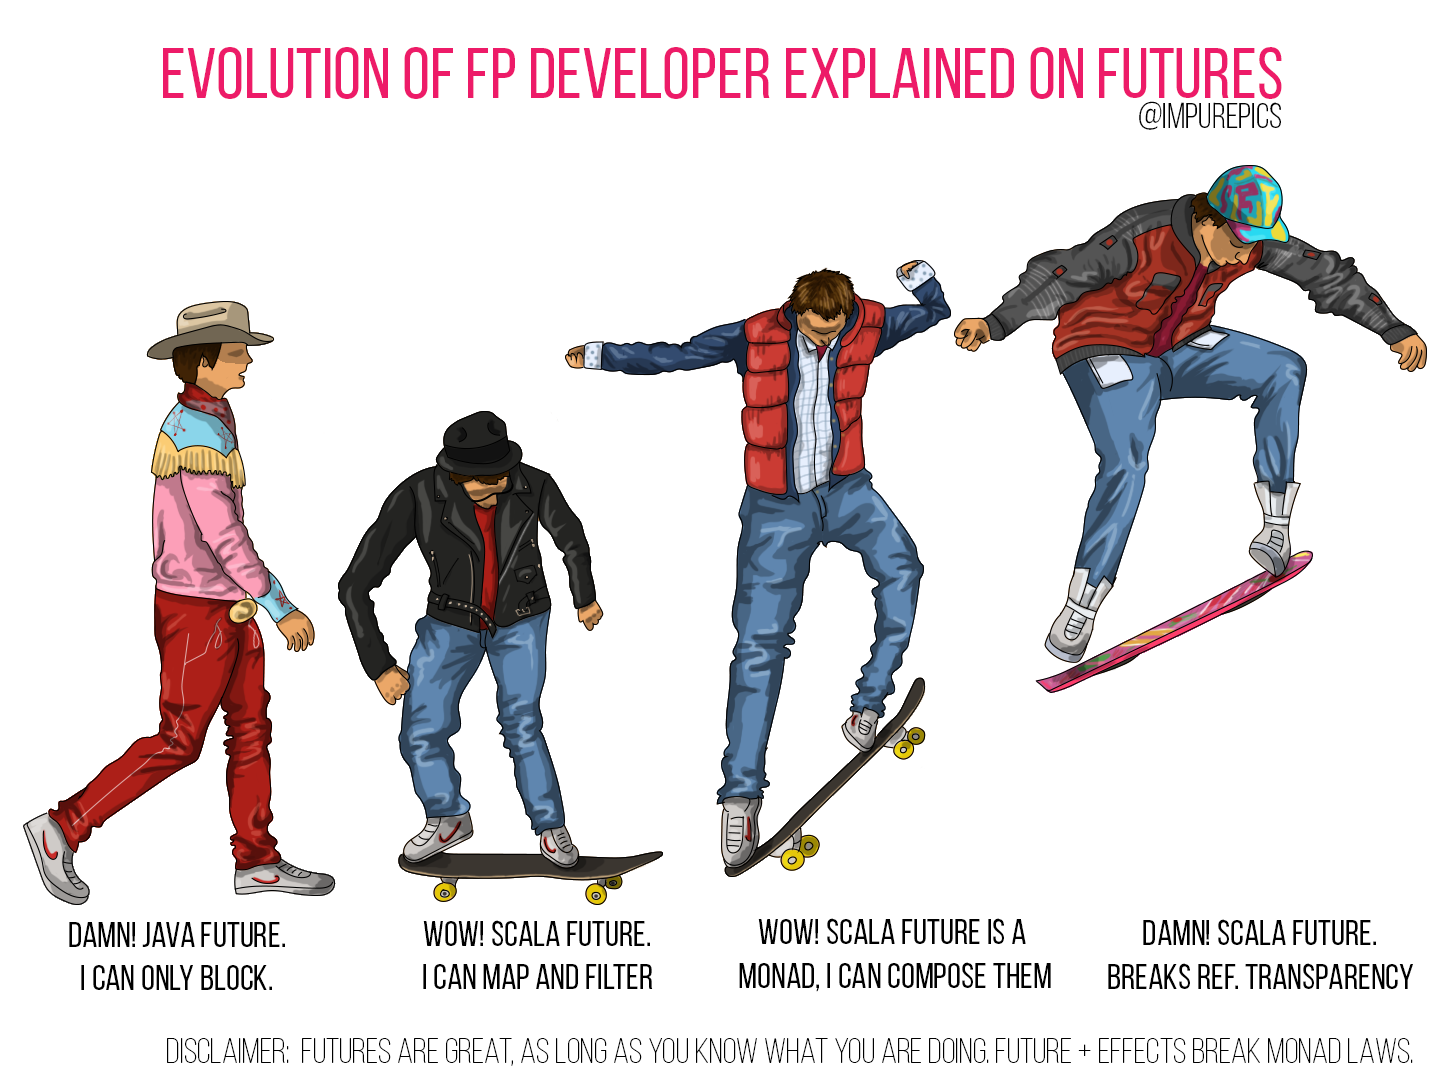 EVOLUTION OF FP DEVELOPER EXPLAINED ON FUTURES
@IMPUREPICS
DAMN! JAVA FUTURE.
I CAN ONLY BLOCK.
WOW! SCALA FUTURE.
I CAN MAP AND FILTER
WOW! SCALA FUTURE IS A
MONAD, I CAN COMPOSE THEM
DAMN! SCALA FUTURE.
BREAKS REF. TRANSPARENCY
DISCLAIMER: FUTURES ARE GREAT, AS LONG AS YOU KNOW WHAT YOU ARE DOING. FUTURE + EFFECTS BREAK MONAD LAWS.